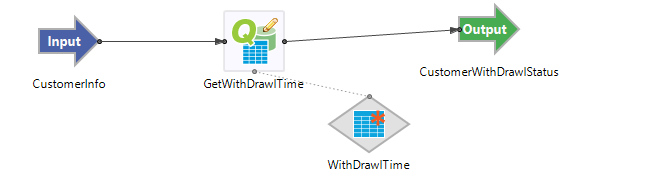 Input
Output
CustomerInfo
GetWithDrawlTime
CustomerWithDrawlStatus
WithDrawlTime